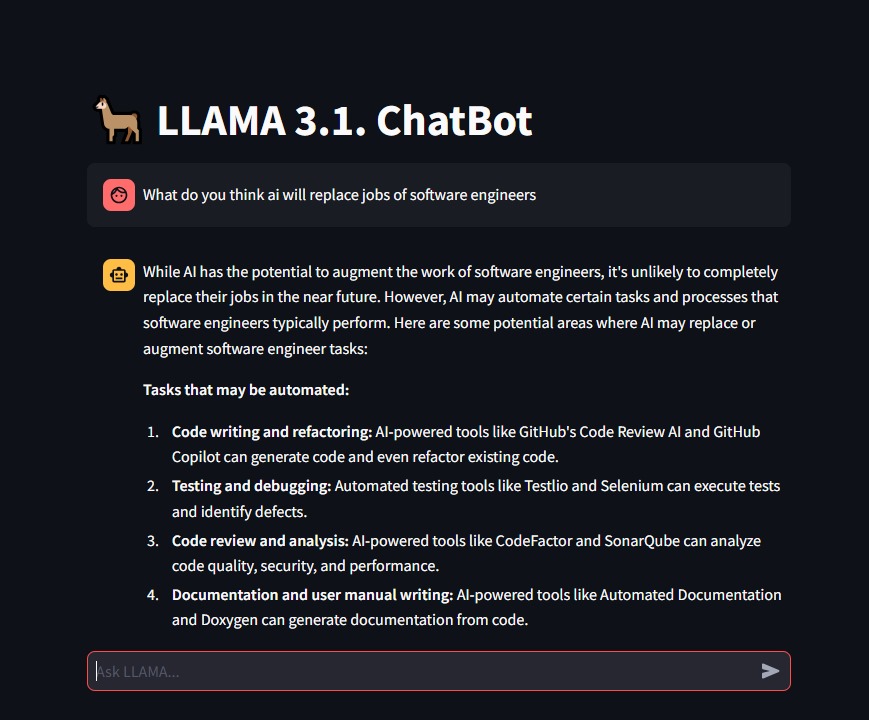 LLAMA 3.1. ChatBot
What do you think ai will replace jobs of software engineers
While AI has the potential to augment the work of software engineers, it's unlikely to completely
replace their jobs in the near future. However, AI may automate certain tasks and processes that
software engineers typically perform. Here are some potential areas where AI may replace or
augment software engineer tasks:
Tasks that may be automated:
1. Code writing and refactoring: AI-powered tools like GitHub's Code Review AI and GitHub
Copilot can generate code and even refactor existing code.
2. Testing and debugging: Automated testing tools like Testlio and Selenium can execute tests
and identify defects.
3. Code review and analysis: AI-powered tools like CodeFactor and SonarQube can analyze
code quality, security, and performance.
4. Documentation and user manual writing: AI-powered tools like Automated Documentation
and Doxygen can generate documentation from code.
Ask LLAMA...